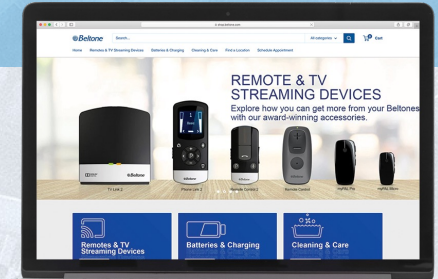 shop.beltone.com
Beltone
Search...
All categories
Cart
Home Remotes & TV Streaming Devices Batteries & Charging Cleaning & Care Find a Location Schedule Appointment
REMOTE & TV
STREAMING DEVICES
Explore how you can get more from your Beltones
with our award-winning accessories.
Beltone
TV Link 2
Phone Link 2
Remote Control 2
Remote Control
myPAL Pro
myPAL Micro
Remotes & TV
Streaming Devices
Batteries & Charging
Cleaning & Care